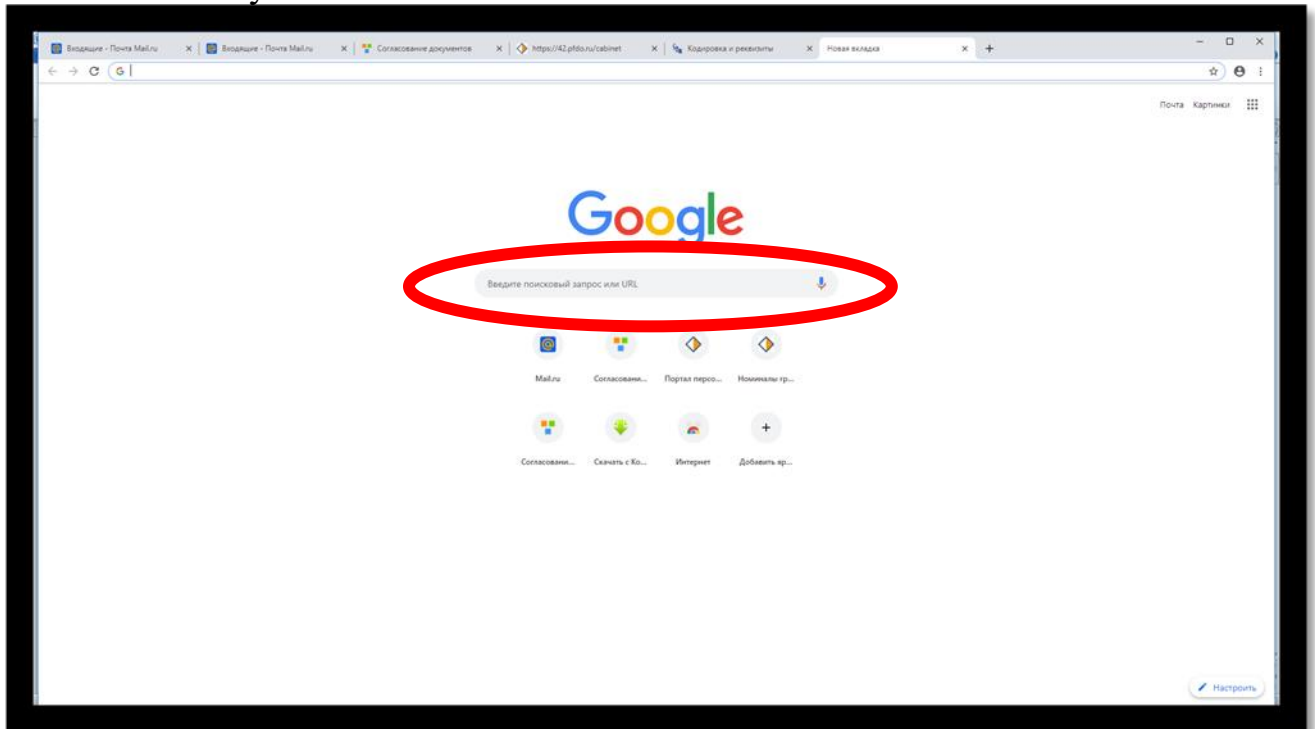 Входящие - Почта Mail.ru
Входящие - Почта Mail.ru
Согласование документов
https://42.pfdo.ru/cabinet
Кодировка и реквизиты
Новая вкладка
G
Почта Картинки
Google
Введите поисковый запрос или URL
Mail.ru
Согласовани...
Портал персо...
Номиналы гр...
Согласовани...
Скачать с Ко...
Интернет
Добавить яр...
Настроить